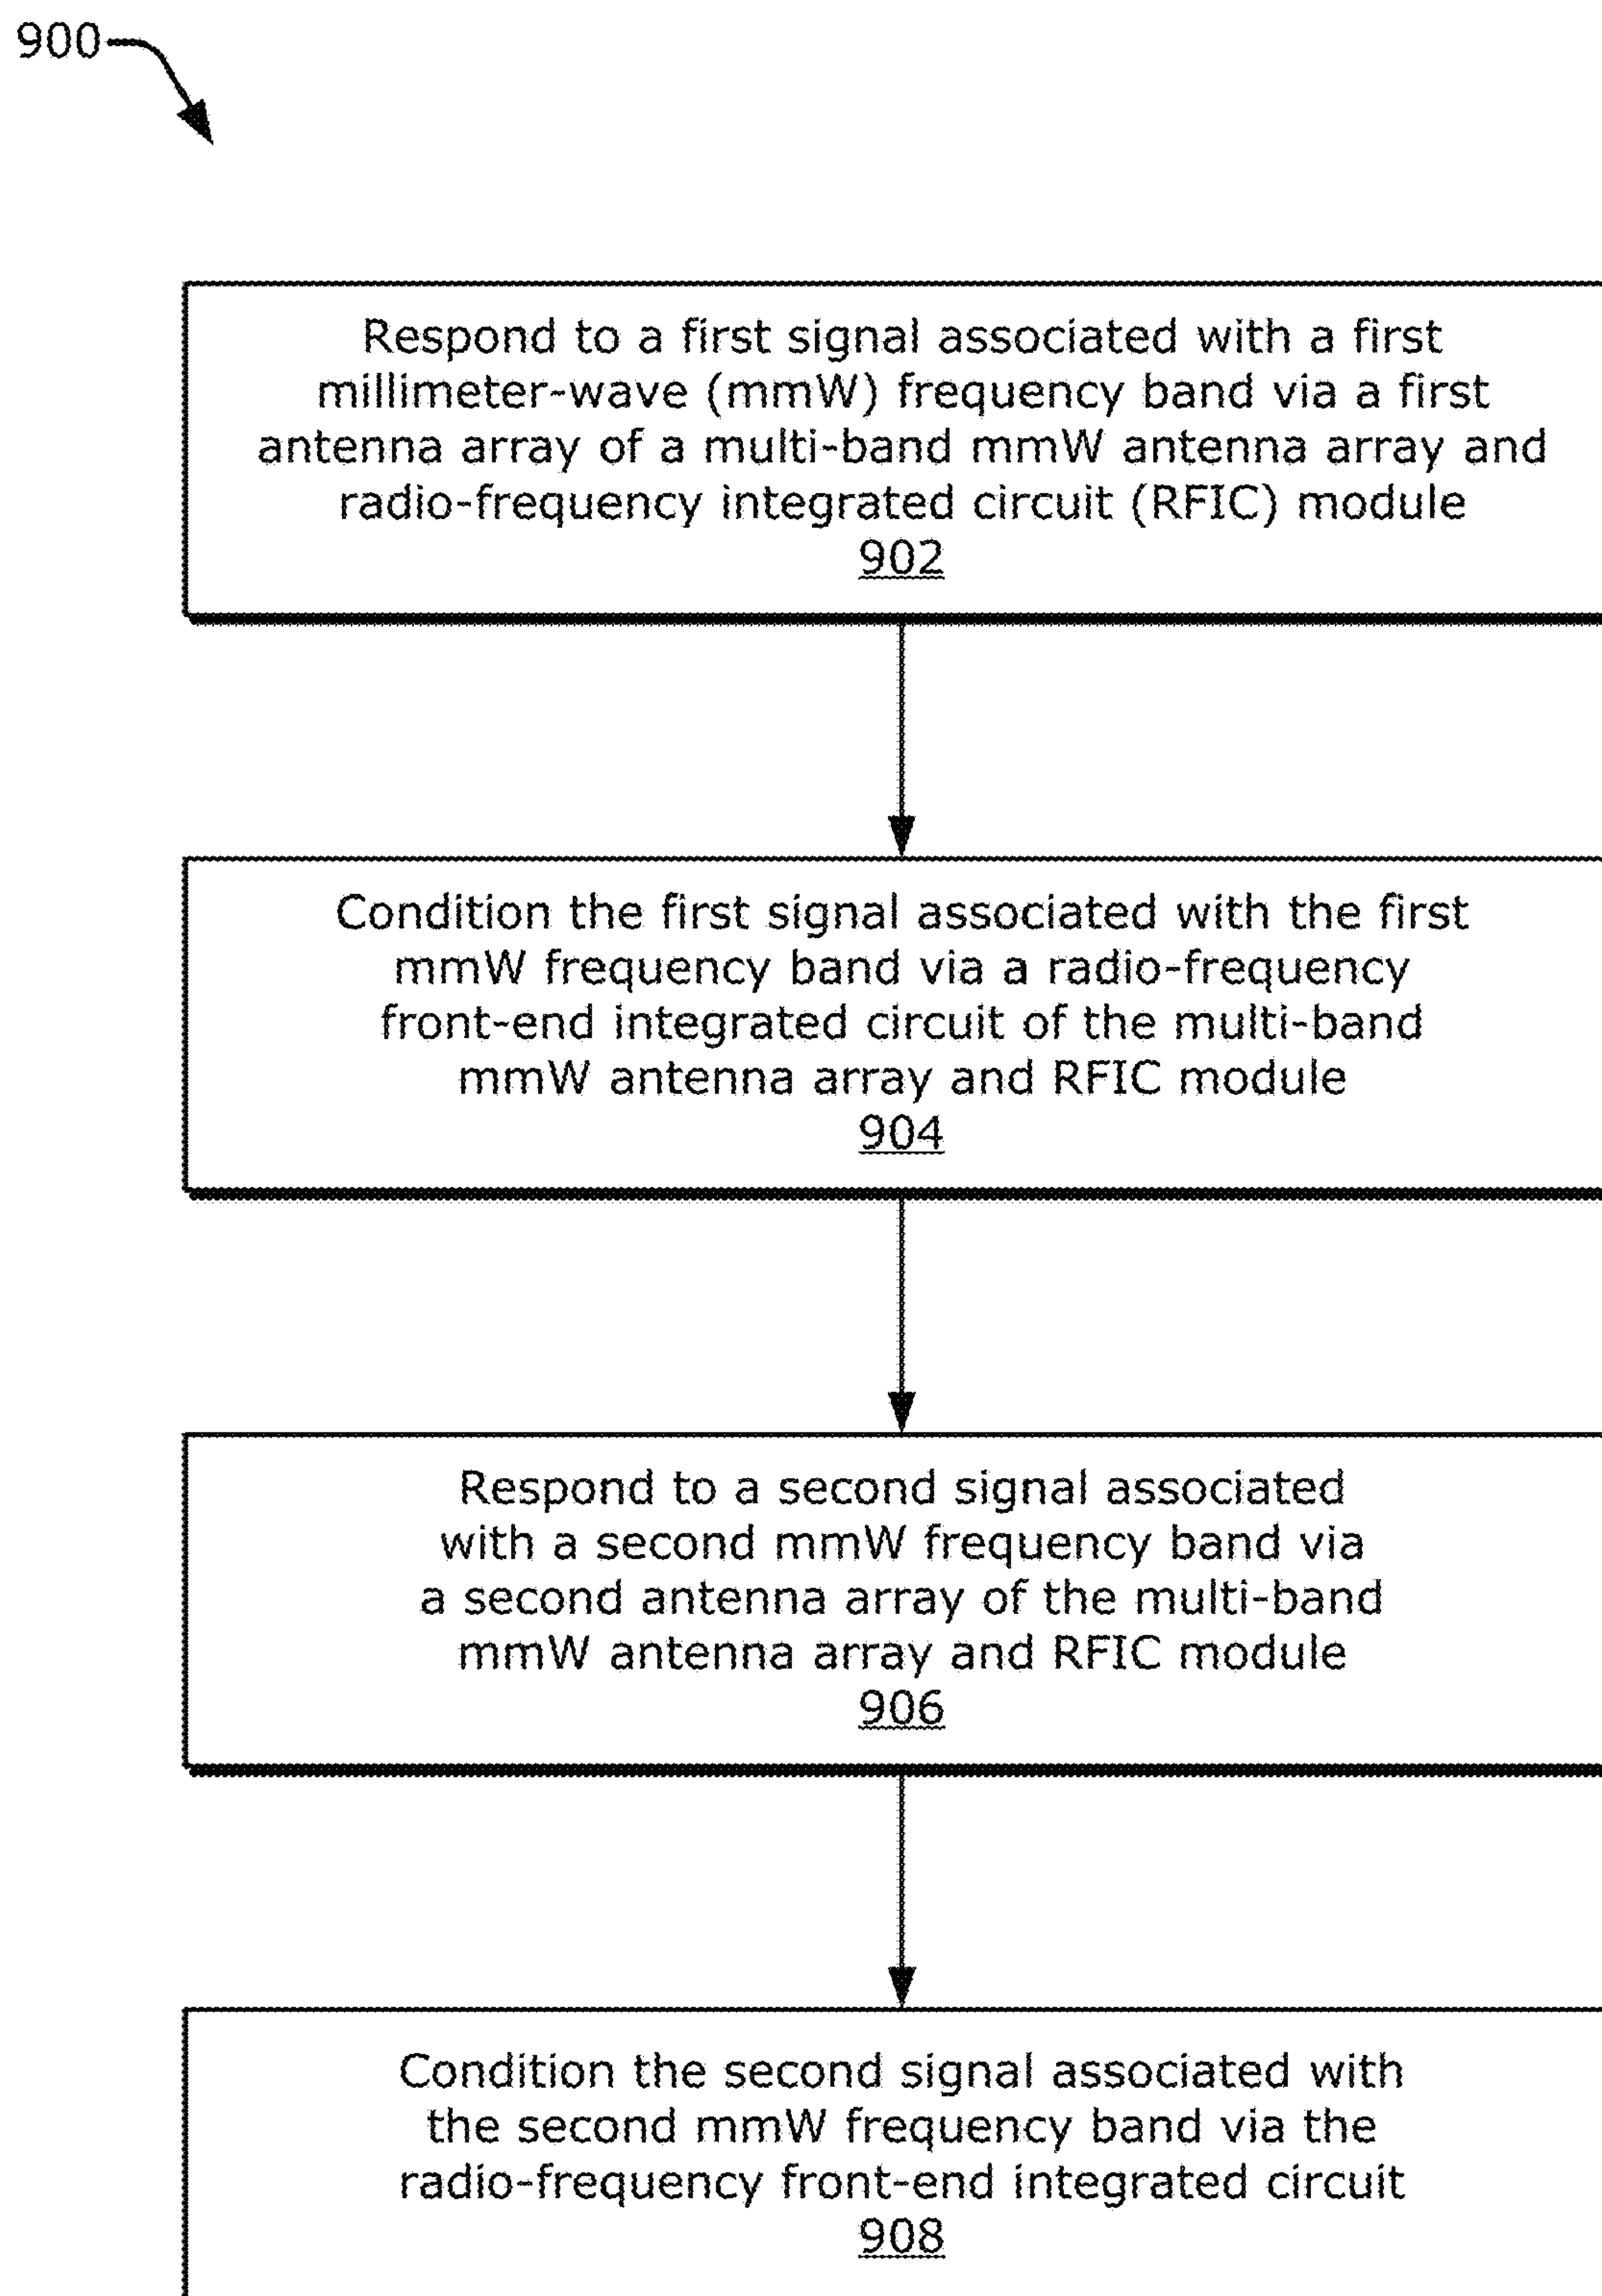 900
Respond to a first signal associated with a first
millimeter-wave (mmW) frequency band via a first
antenna array of a multi-band mmW antenna array and
radio-frequency integrated circuit (RFIC) module
902
Condition the first signal associated with the first
mmW frequency band via a radio-frequency
front-end integrated circuit of the multi-band
mmW antenna array and RFIC module
904
Respond to a second signal associated
with a second mmW frequency band via
a second antenna array of the multi-band
mmW antenna array and RFIC module
906
Condition the second signal associated with
the second mmW frequency band via the
radio-frequency front-end integrated circuit
908